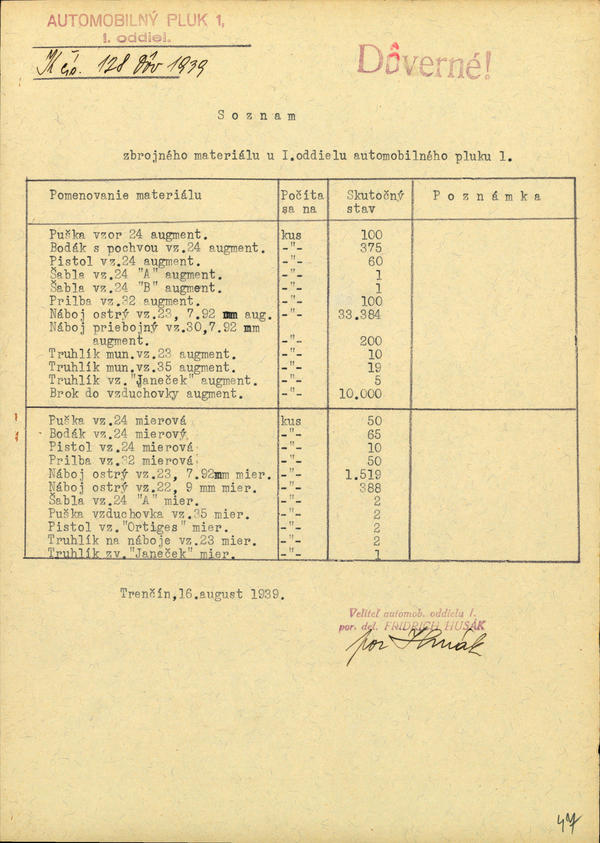 AUTOMOBILNÝ PLUK 1,
1. oddiel.
K čo. 128 Dôv 1939
Dôverné!
Soznam
zbrojného materiálu u I.oddielu automobilného pluku 1.
Pomenovanie materiálu Počíta sa na Skutočný stav Poznámka
Puška vzor 24 augment. kus 100
Bodák s pochvou vz.24 augment. -"- 375
Pistol vz.24 augment. -"- 60
Šabla vz.24 "A" augment. -"- 1
Šabla vz.24 "B" augment. -"- 1
Prilba vz.32 augment. -"- 100
Náboj ostrý vz.23, 7.92 mm aug. -"- 33.384
Náboj priebojný vz.30,7.92 mm
augment. -"- 200
Truhlík mun.vz.23 augment. -"- 10
Truhlík mun.vz.35 augment. -"- 19
Truhlík vz."Janeček" augment. -"- 5
Brok do vzduchovky augment. -"- 10.000
Puška vz.24 mierová kus 50
Bodák vz.24 mierový -"- 65
Pistol vz.24 mierová -"- 10
Prilba vz.32 mierová -"- 50
Náboj ostrý vz.23, 7.92mm mier. -"- 1.519
Náboj ostrý vz.22, 9 mm mier. -"- 388
Šabla vz.24 "A" mier. -"- 2
Puška vzduchovka vz.35 mier. -"- 2
Pistol vz."Ortiges" mier. -"- 2
Truhlík na náboje vz.23 mier. -"- 2
Truhlík zv."Janeček" mier. -"- 1
Trenčín,16.august 1939.
Veliteľ automob. oddielu I.
por. del. FRIDRICH HUSÁK
por Husák
47